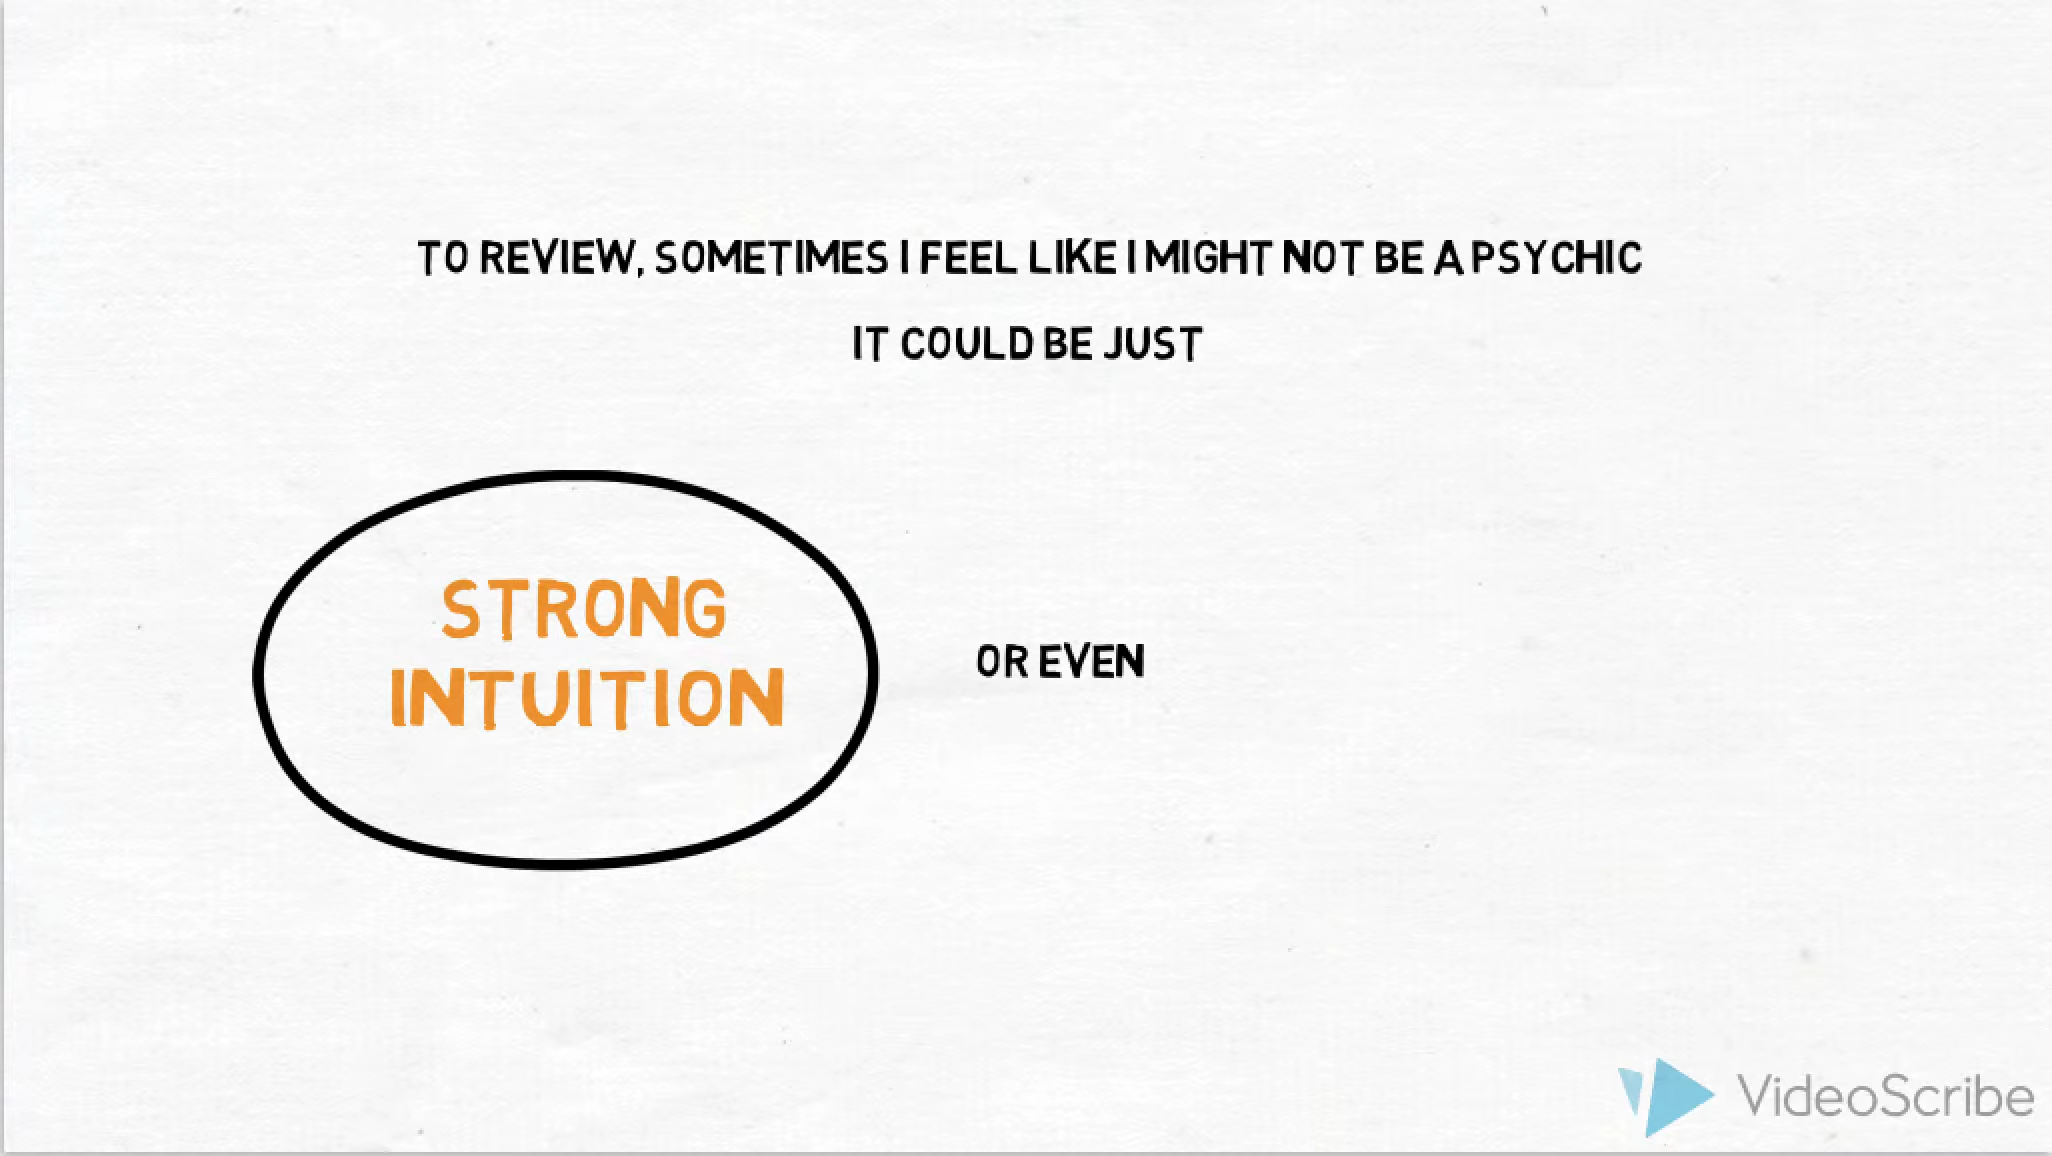 TO REVIEW, SOMETIMES I FEEL LIKE I MIGHT NOT BE A PSYCHIC
IT COULD BE JUST
STRONG
INTUITION
OR EVEN
VideoScribe